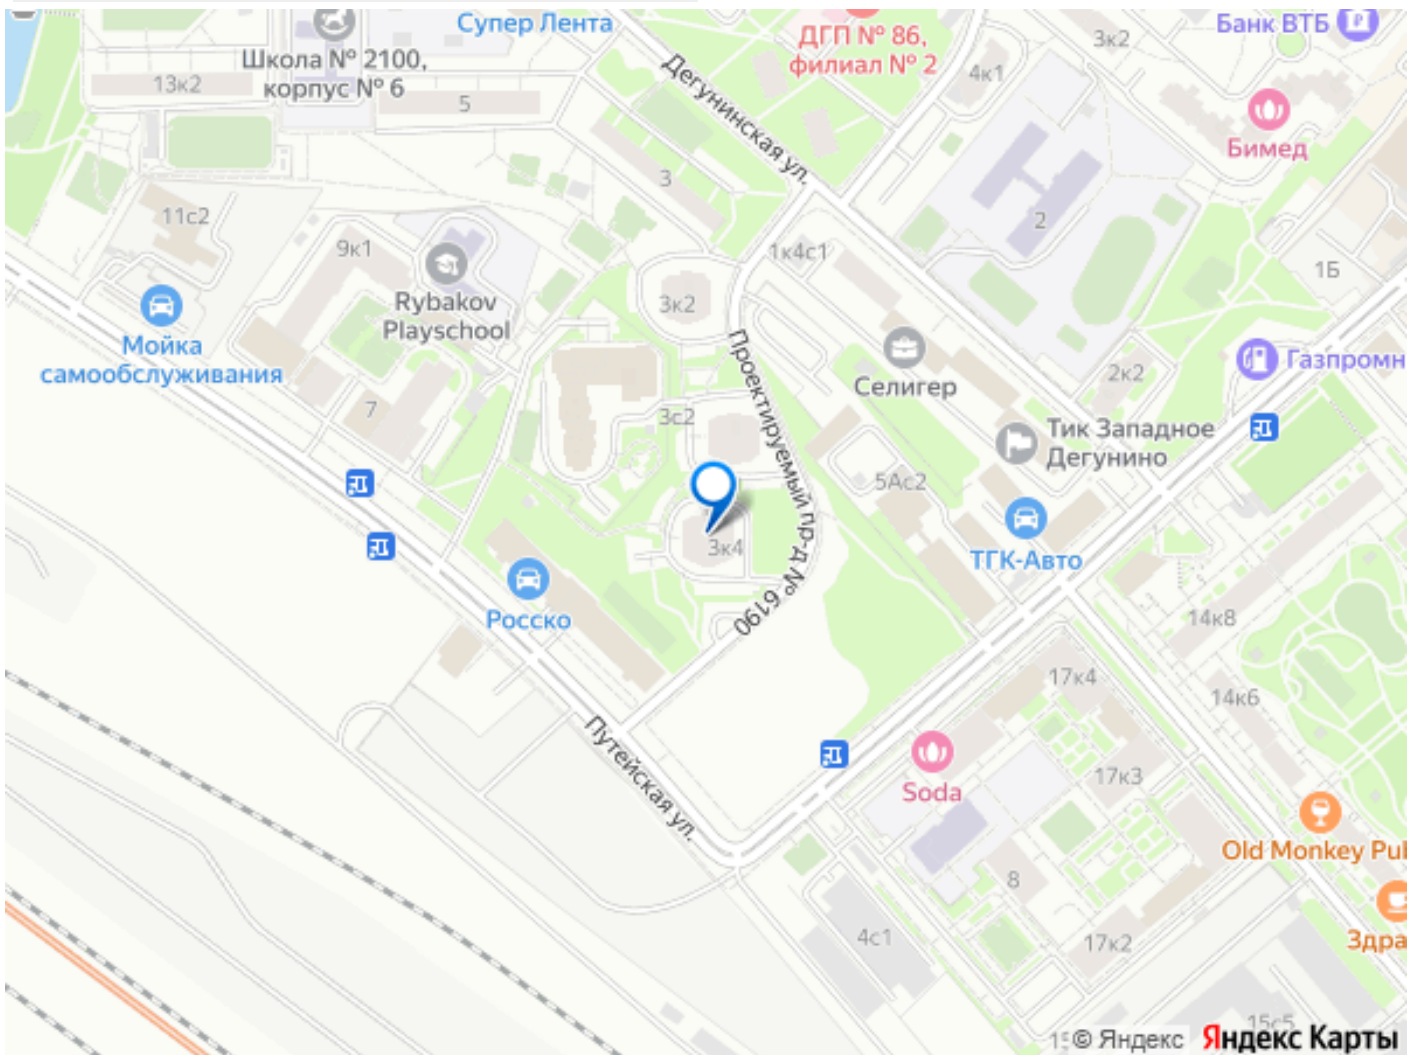 Супер Лента
Банк ВТБ
ДГП № 86,
филиал № 2
3к2
4к1
Школа № 2100,
корпус № 6
13к2
5
Дегунинская ул.
Бимед
3
11с2
2
9к1
1к4с1
1Б
Rybakov
Playschool
3к2
Мойка
самообслуживания
Проектируемый пр-д № 6190
Селигер
Газпромн
2к2
7
3с2
Тик Западное
Дегунино
5Ас2
3к4
ТГК-Авто
Росско
14к8
17к4
14к6
Путейская ул.
Soda
17к3
Old Monkey Pub
8
4с1
17к2
Здра
15с5
15
© Яндекс Яндекс Карты